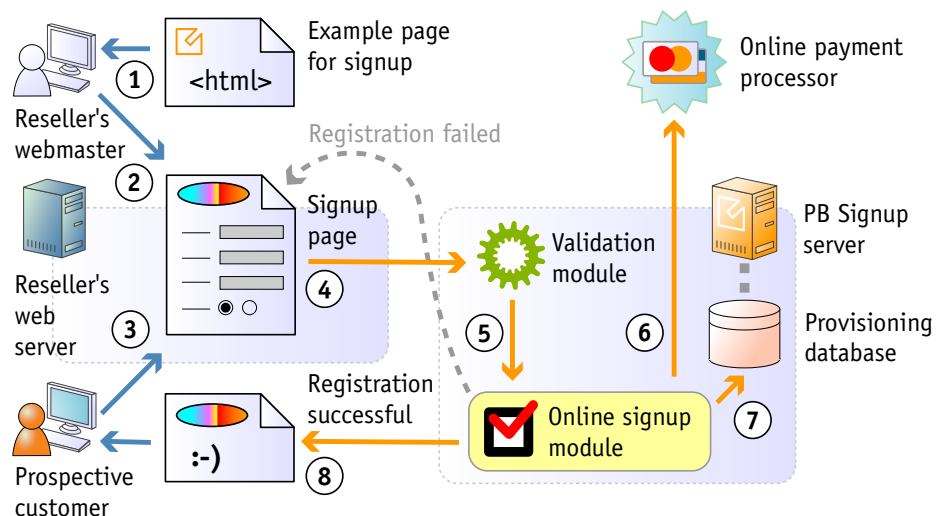 Example page
for signup
<html>
1
Online payment
processor
Reseller's
webmaster
Registration failed
2
Signup
page
PB Signup
server
Validation
module
4
Reseller's
web
server
3
5
6
Provisioning
database
Registration
successful
Online signup
module
7
:-)
8
Prospective
customer